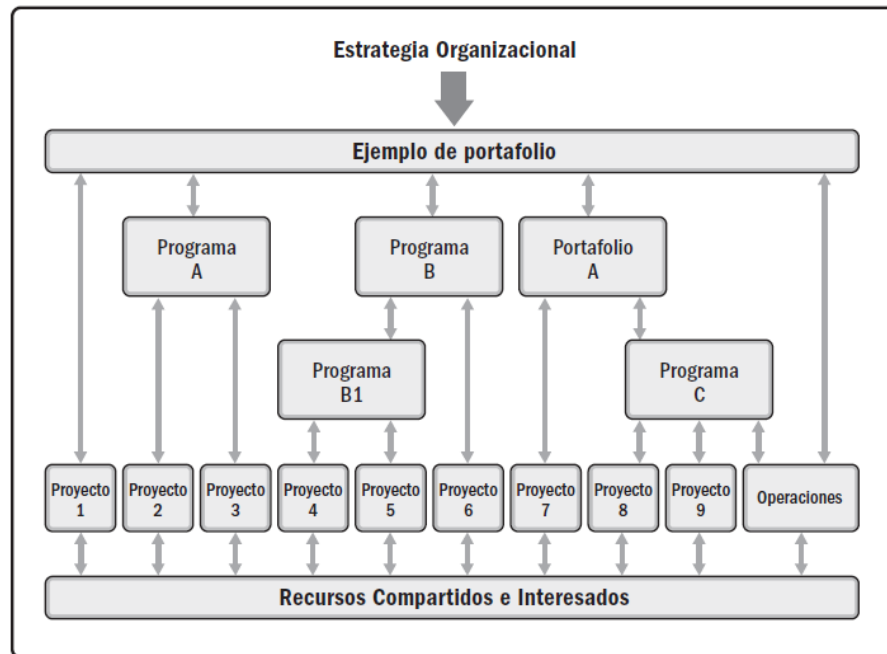 Estrategia Organizacional
Ejemplo de portafolio
Programa
A
Programa
B
Portafolio
A
Programa
B1
Programa
C
Proyecto
1
Proyecto
2
Proyecto
3
Proyecto
4
Proyecto
5
Proyecto
6
Proyecto
7
Proyecto
8
Proyecto
9
Operaciones
Recursos Compartidos e Interesados